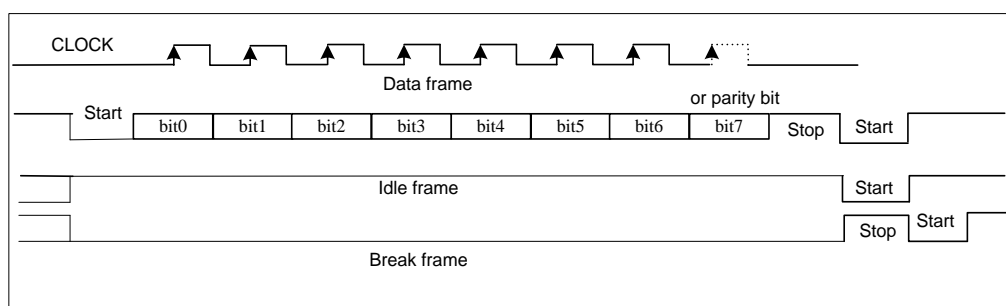 CLOCK
Data frame
or parity bit
Start
bit0 bit1 bit2 bit3 bit4 bit5 bit6 bit7
Stop
Start
Idle frame
Start
Stop
Start
Break frame